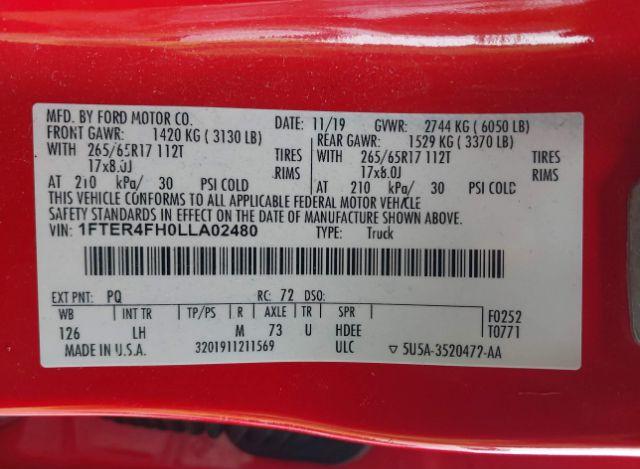 MFD. BY FORD MOTOR CO. DATE: 11/19 GVWR: 2744 KG ( 6050 LB)
FRONT GAWR: 1420 KG ( 3130 LB) REAR GAWR: 1529 KG ( 3370 LB)
WITH 265/65R17 112T TIRES WITH 265/65R17 112T TIRES
17x8.0J RIMS 17x8.0J RIMS
AT 210 kPa/ 30 PSI COLD AT 210 kPa/ 30 PSI COLD
THIS VEHICLE CONFORMS TO ALL APPLICABLE FEDERAL MOTOR VEHICLE
SAFETY STANDARDS IN EFFECT ON THE DATE OF MANUFACTURE SHOWN ABOVE.
VIN: 1FTER4FH0LLA02480 TYPE: Truck
EXT PNT: PQ RC: 72 DSO:
WB INT TR TP/PS R AXLE TR SPR F0252
126 LH M 73 U HDEE T0771
MADE IN U.S.A. 3201911211569 ULC ▽ 5U5A-3520472-AA